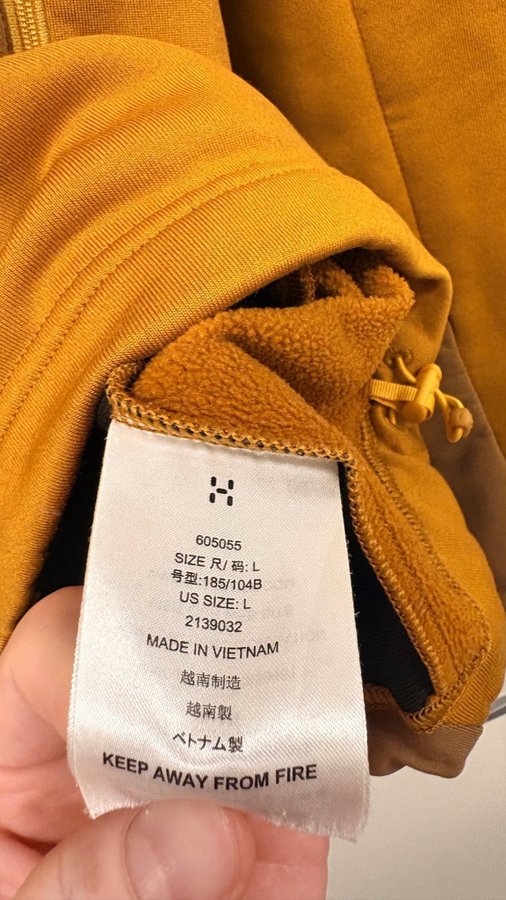 605055
SIZE 尺/ 码: L
号型:185/104B
US SIZE: L
2139032
MADE IN VIETNAM
越南制造
越南製
ベトナム製
KEEP AWAY FROM FIRE